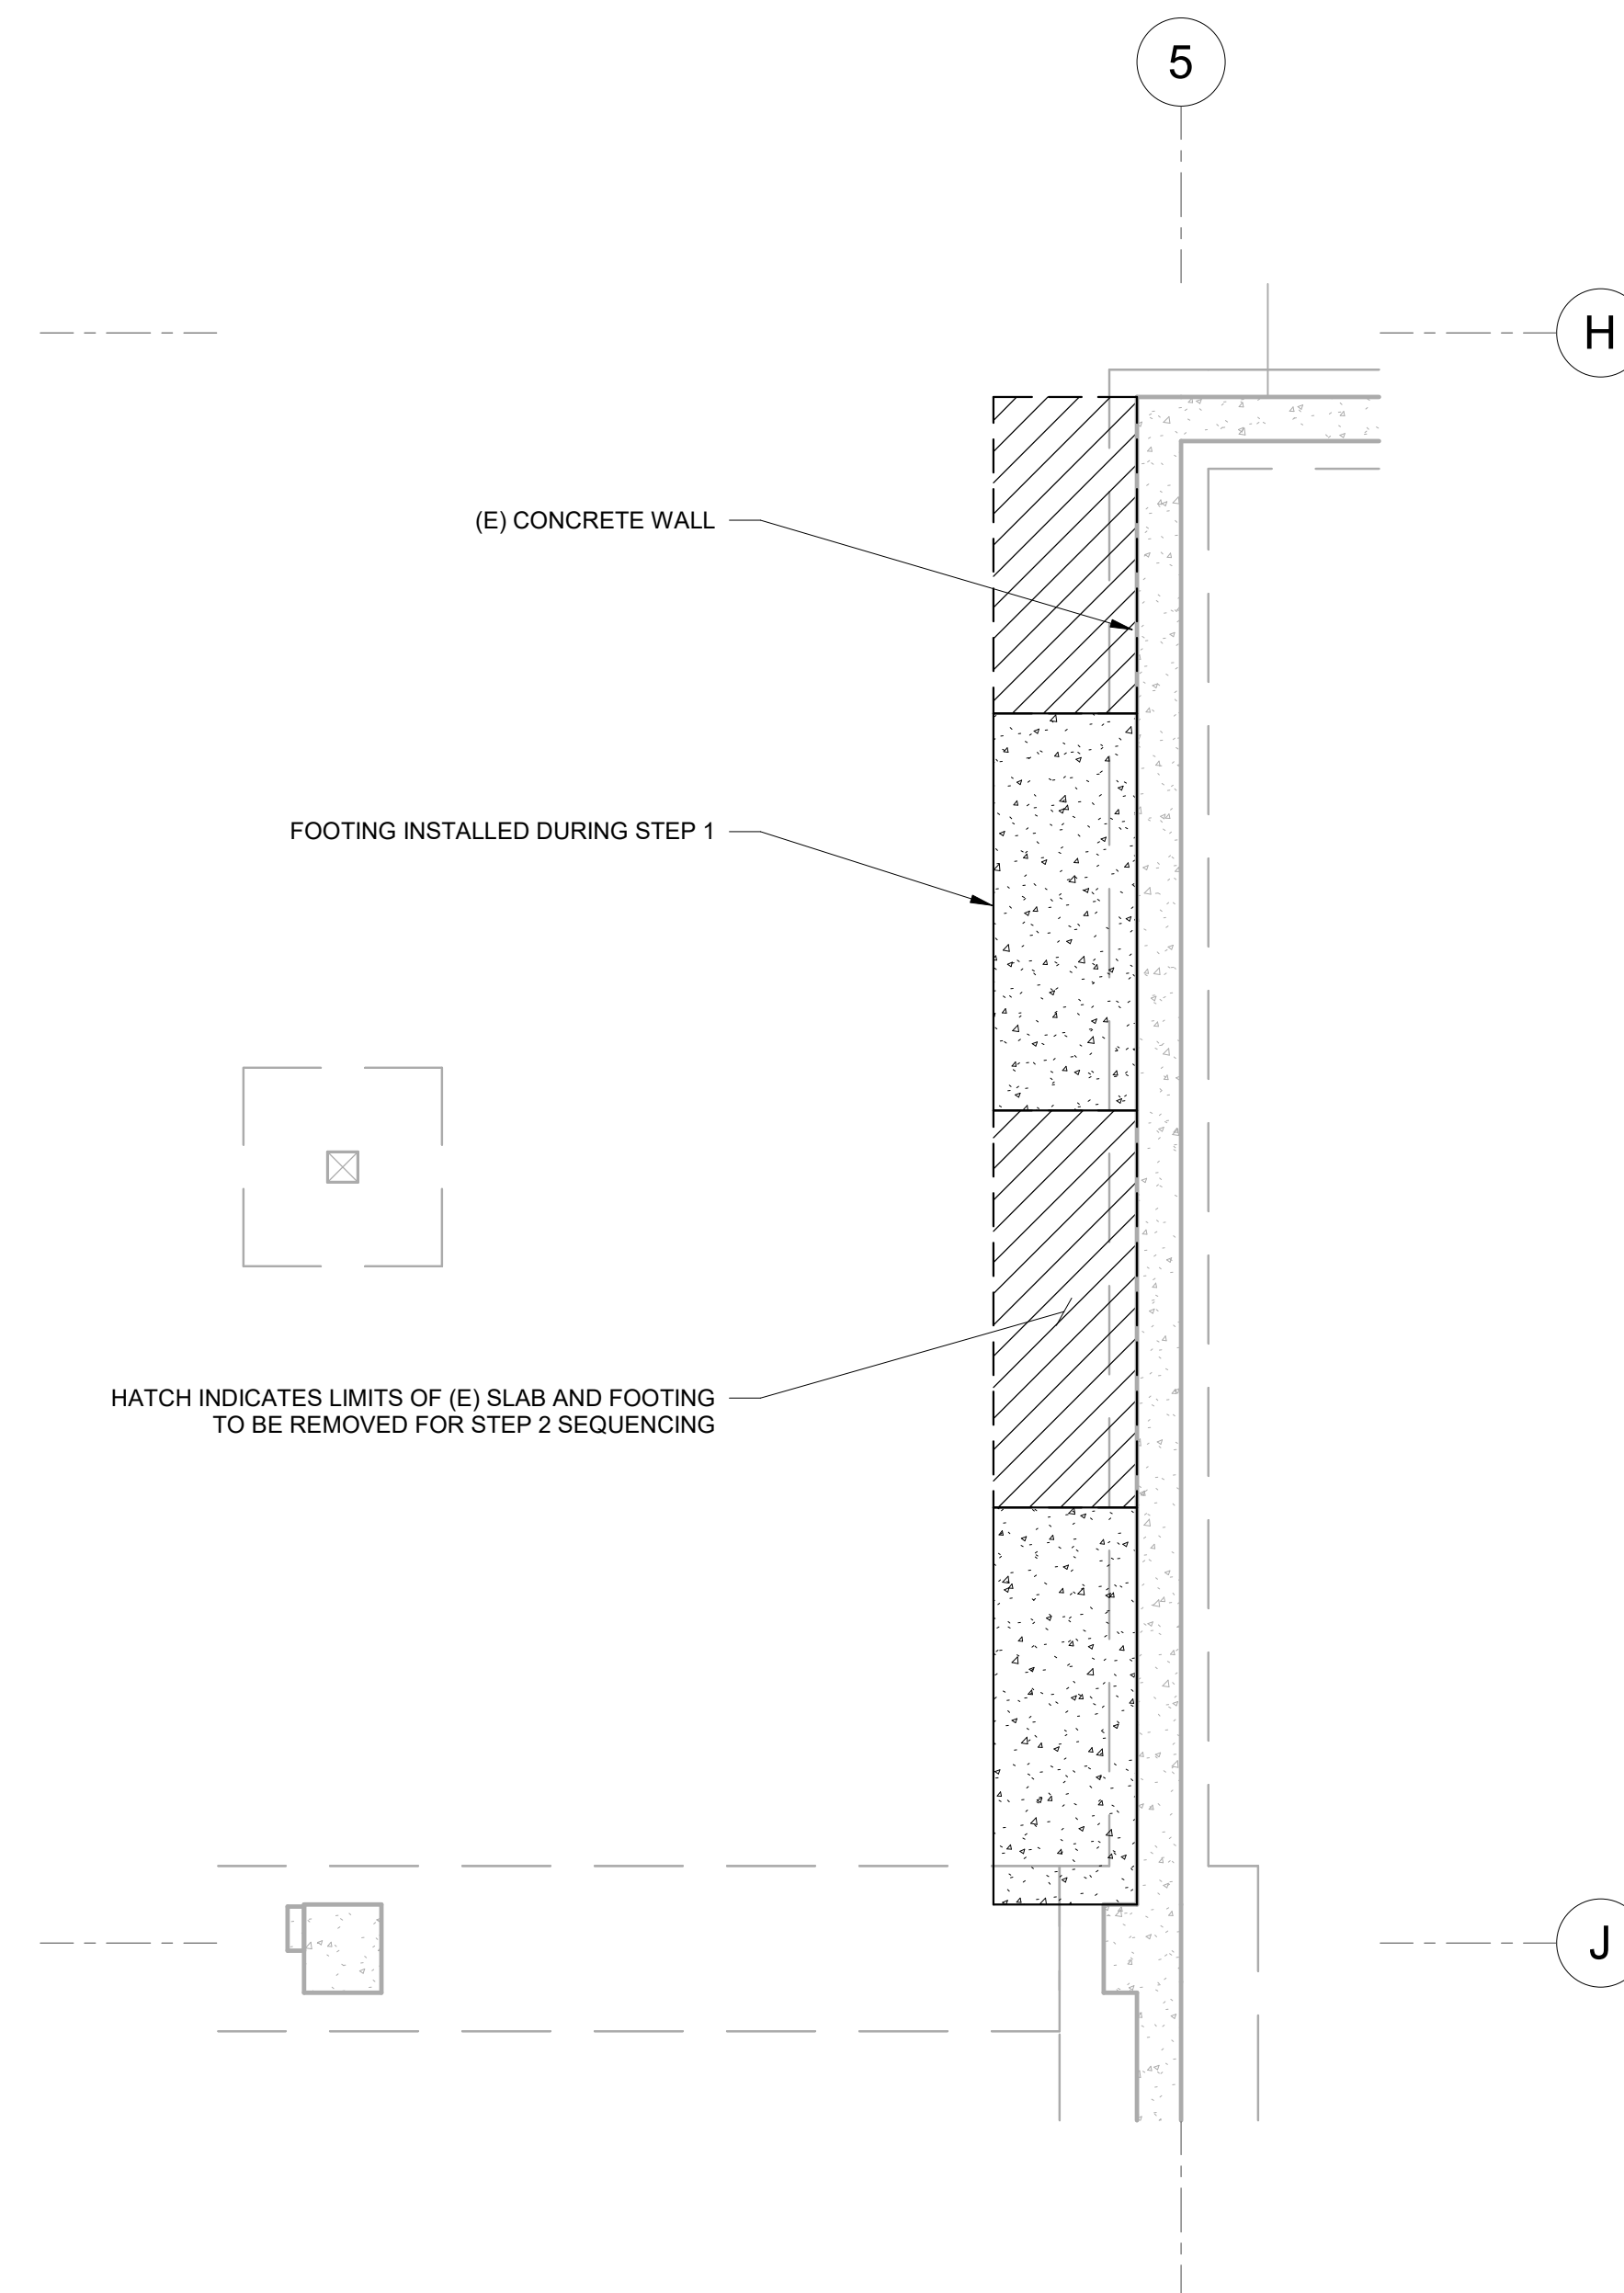 5
H
(E) CONCRETE WALL
FOOTING INSTALLED DURING STEP 1
HATCH INDICATES LIMITS OF (E) SLAB AND FOOTING
TO BE REMOVED FOR STEP 2 SEQUENCING
J